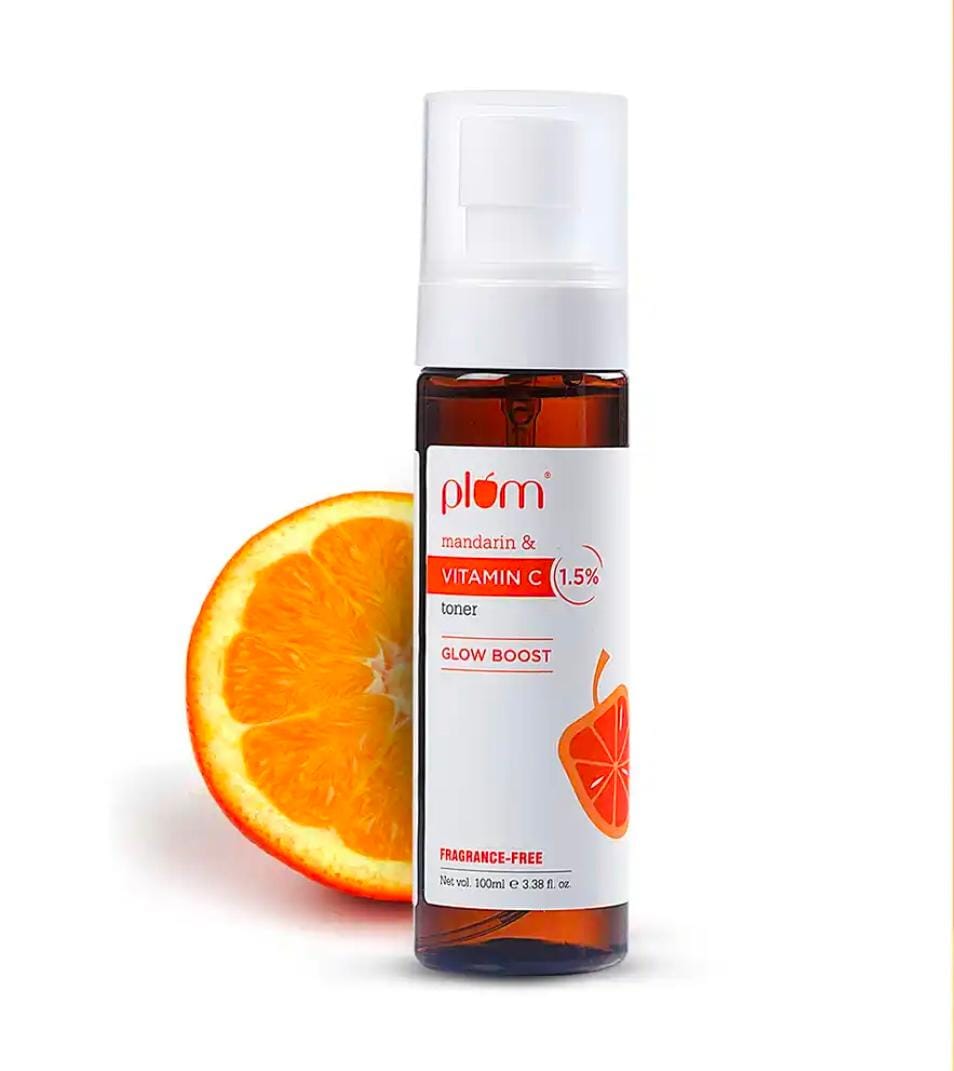 plum®
mandarin &
VITAMIN C 1.5%
toner
GLOW BOOST
FRAGRANCE-FREE
Net vol. 100ml ℮ 3.38 fl. oz.